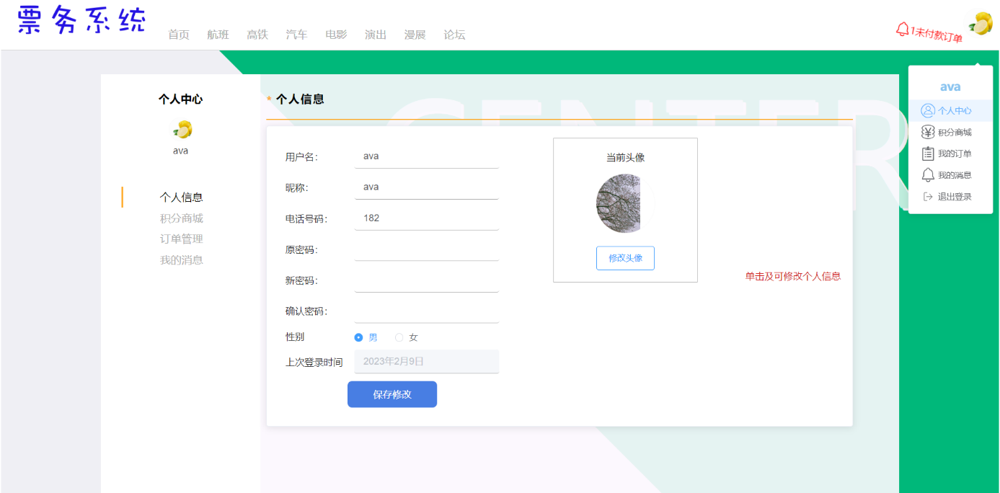 票务系统
首页 航班 高铁 汽车 电影 演出 漫展 论坛
1未付款订单
ava
个人中心
积分商城
我的订单
我的消息
退出登录
个人中心
ava
个人信息
积分商城
订单管理
我的消息
CENTER
* 个人信息
用户名： ava
昵称： ava
电话号码： 182
原密码：
新密码：
确认密码：
性别 男 女
上次登录时间 2023年2月9日
保存修改
当前头像
修改头像
单击及可修改个人信息